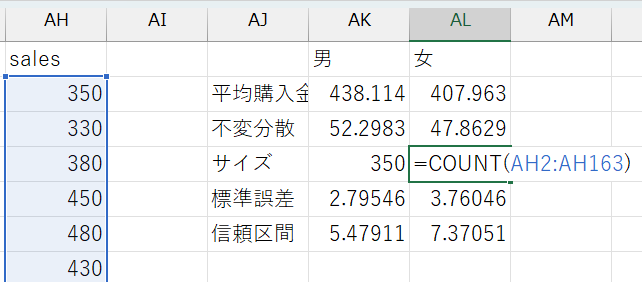 AH AI AJ AK AL AM
sales 男 女
350 平均購入金 438.114 407.963
330 不変分散 52.2983 47.8629
380 サイズ 350 =COUNT(AH2:AH163)
450 標準誤差 2.79546 3.76046
480 信頼区間 5.47911 7.37051
430